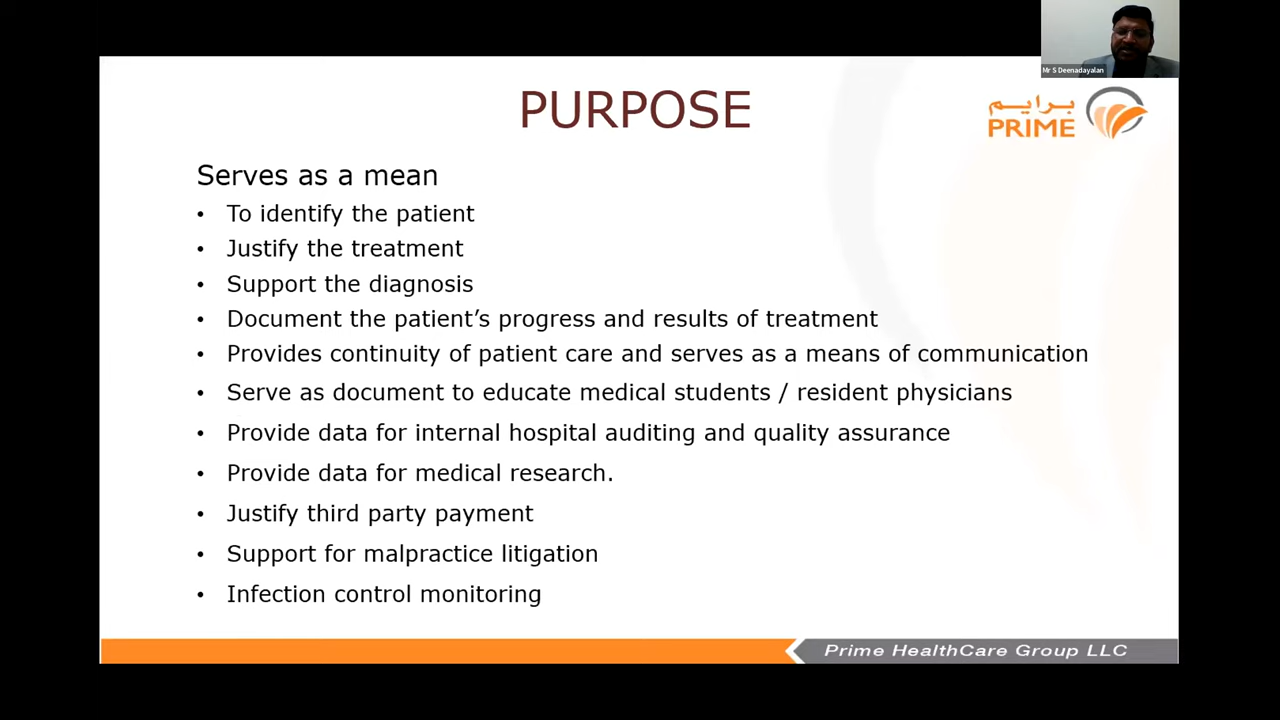 Mr S Deenadayalan
PURPOSE
برايم
PRIME
Serves as a mean
• To identify the patient
• Justify the treatment
• Support the diagnosis
• Document the patient’s progress and results of treatment
• Provides continuity of patient care and serves as a means of communication
• Serve as document to educate medical students / resident physicians
• Provide data for internal hospital auditing and quality assurance
• Provide data for medical research.
• Justify third party payment
• Support for malpractice litigation
• Infection control monitoring
Prime HealthCare Group LLC